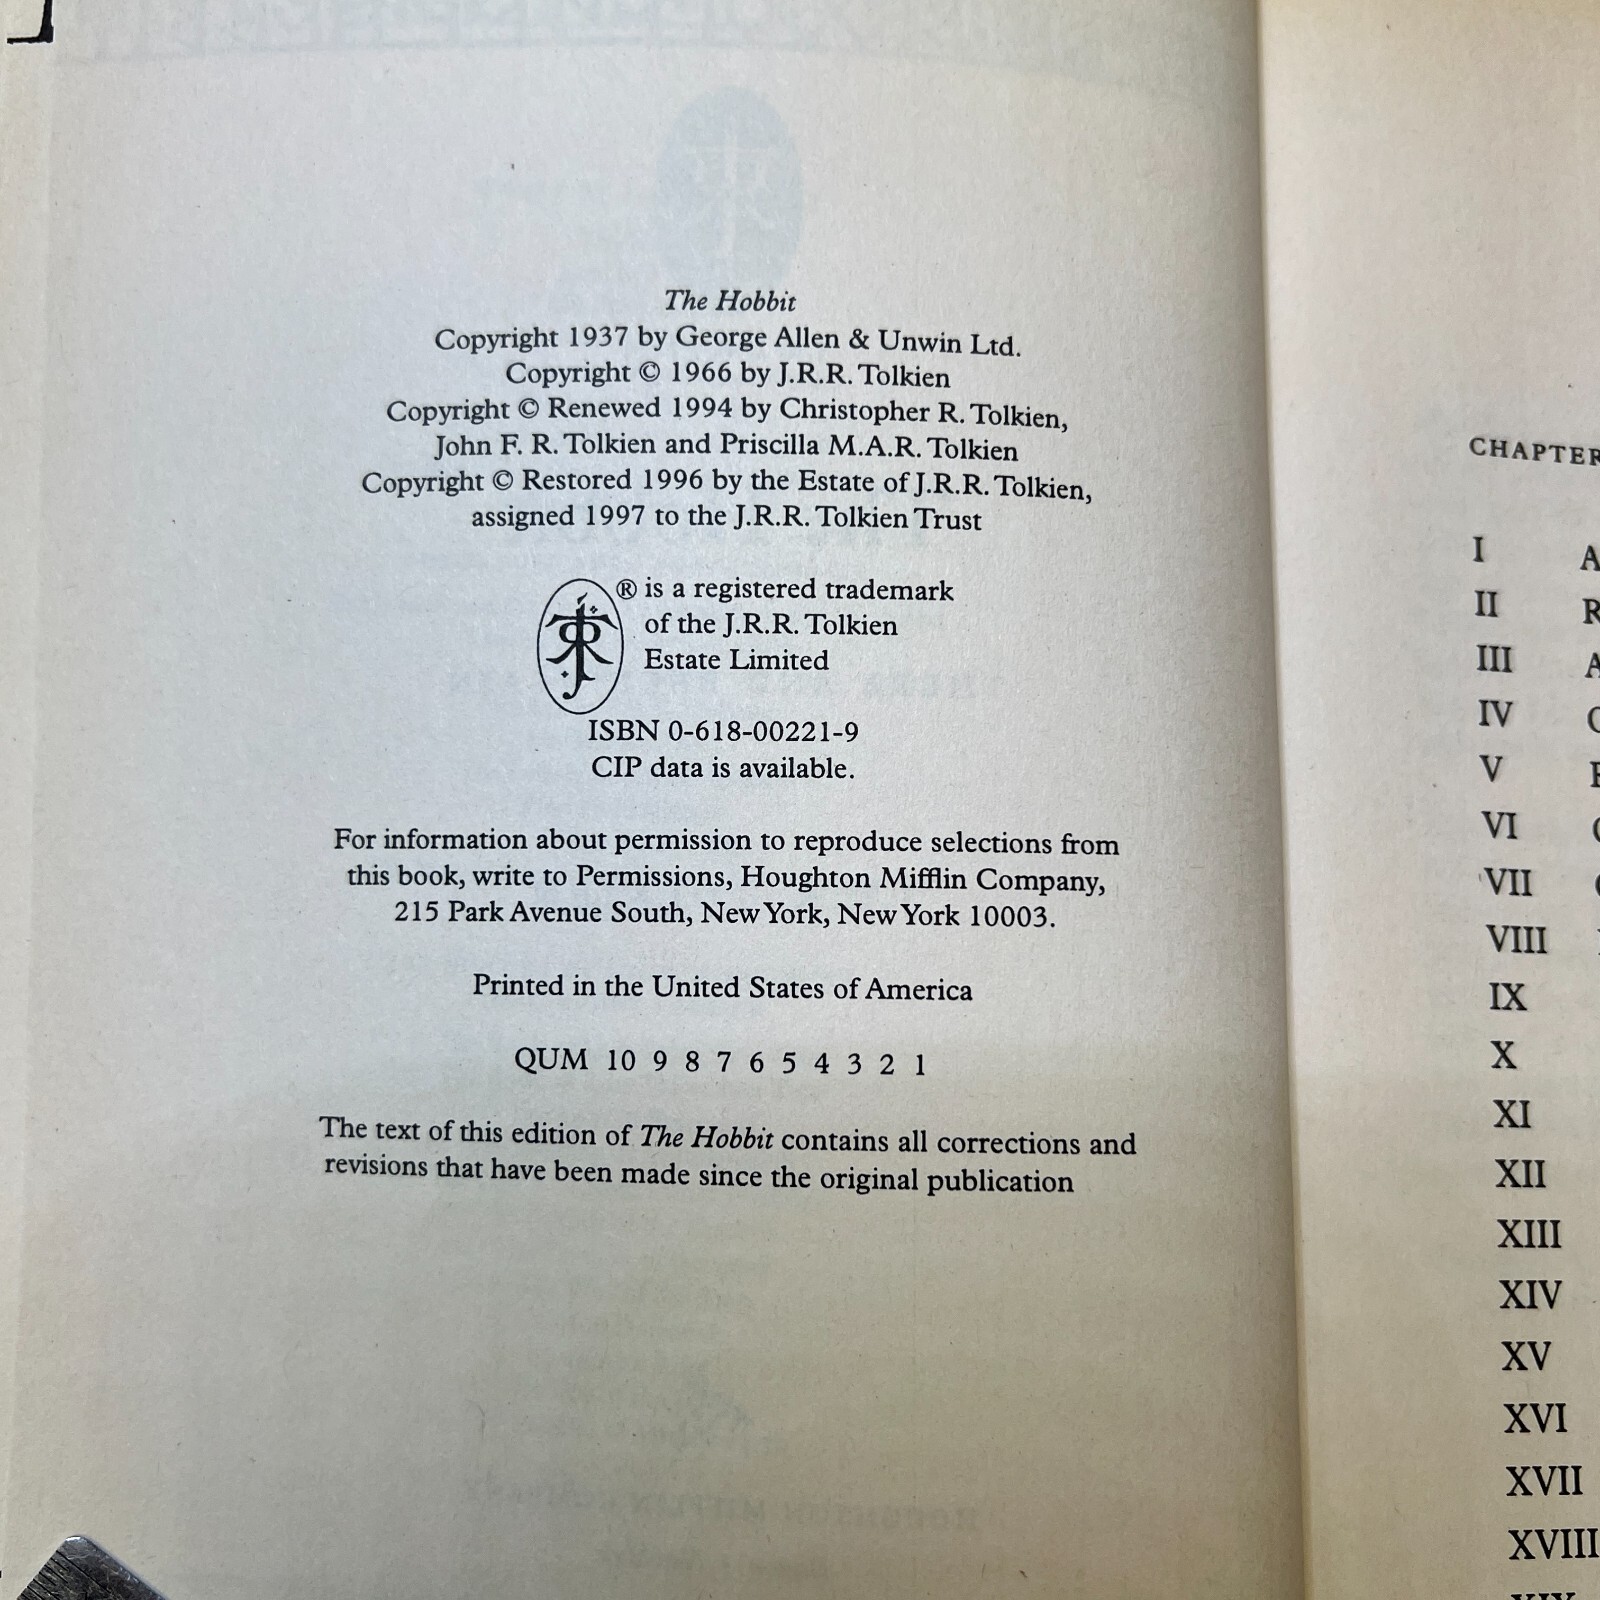 The Hobbit
Copyright 1937 by George Allen & Unwin Ltd.
Copyright © 1966 by J.R.R. Tolkien
Copyright © Renewed 1994 by Christopher R. Tolkien,
John F. R. Tolkien and Priscilla M.A.R. Tolkien
Copyright © Restored 1996 by the Estate of J.R.R. Tolkien,
assigned 1997 to the J.R.R. Tolkien Trust
® is a registered trademark
of the J.R.R. Tolkien
Estate Limited
ISBN 0-618-00221-9
CIP data is available.
For information about permission to reproduce selections from
this book, write to Permissions, Houghton Mifflin Company,
215 Park Avenue South, New York, New York 10003.
Printed in the United States of America
QUM 10 9 8 7 6 5 4 3 2 1
The text of this edition of The Hobbit contains all corrections and
revisions that have been made since the original publication
CHAPTER
I A
II R
III A
IV
V
VI
VII
VIII
IX
X
XI
XII
XIII
XIV
XV
XVI
XVII
XVIII